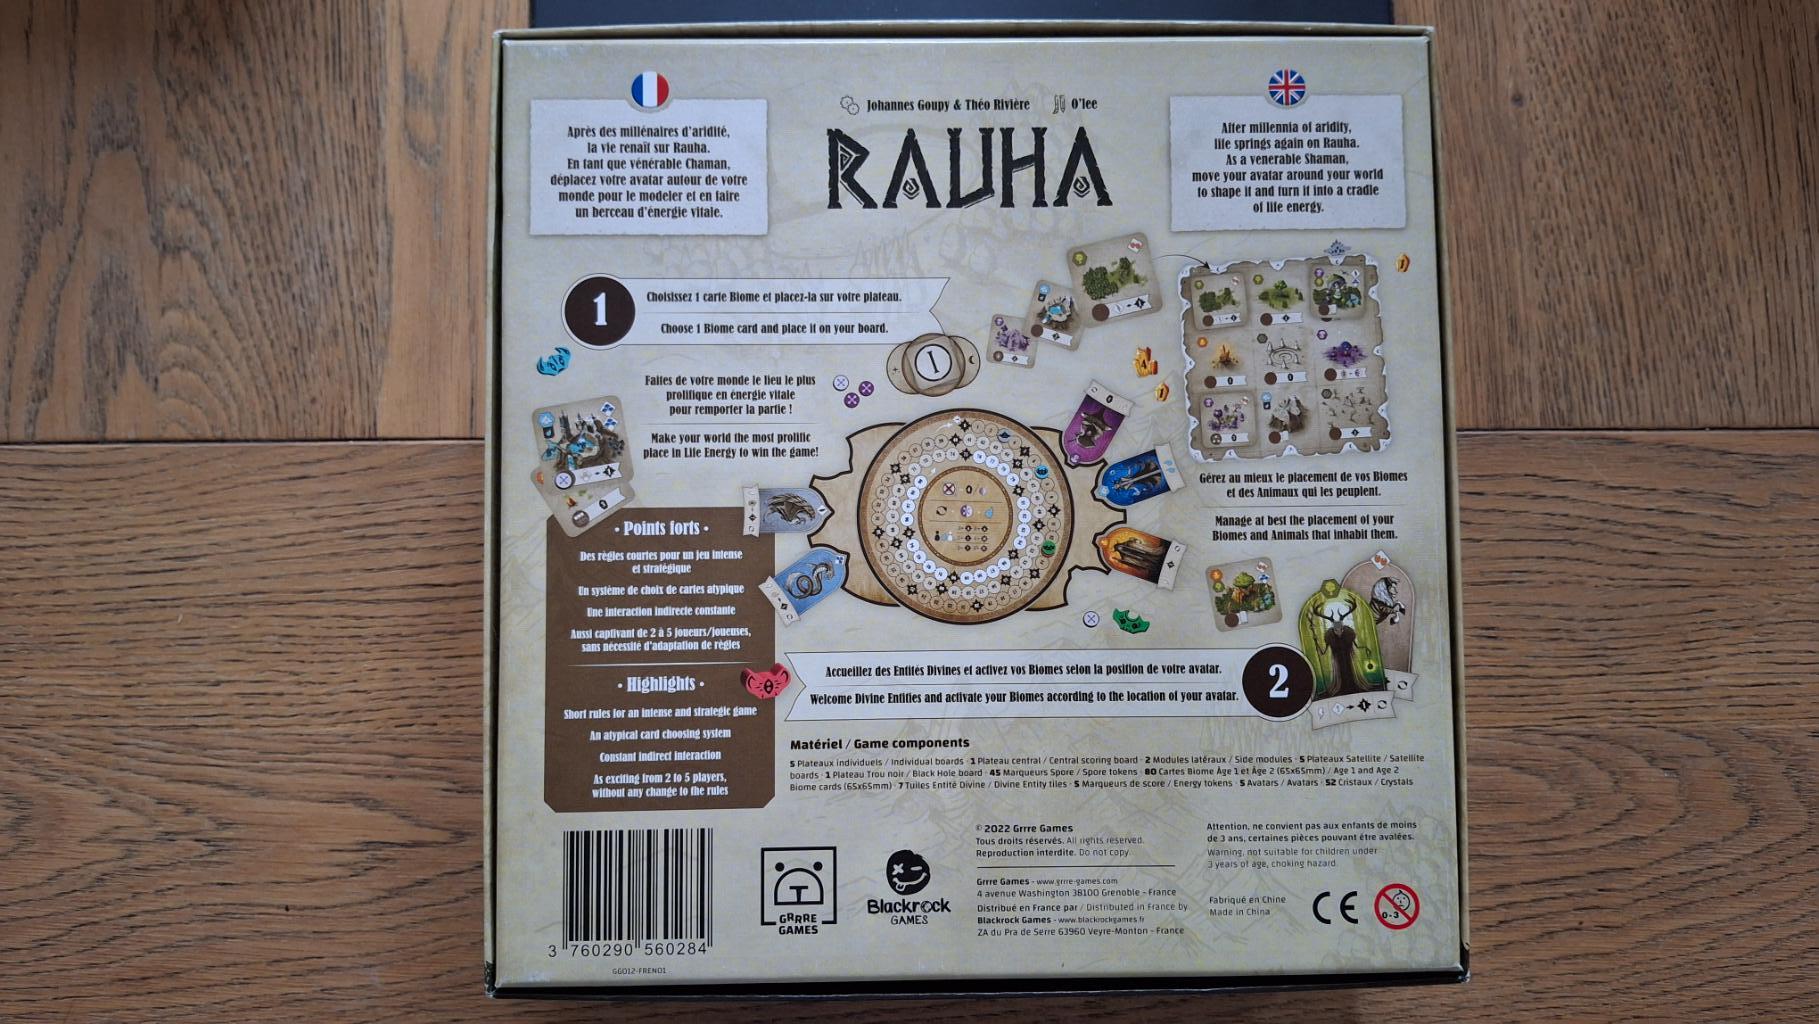 Johannes Goupy & Théo Rivière
O'lee
RAUHA
Après des millénaires d'aridité,
la vie renaît sur Rauha.
En tant que vénérable Chaman,
déplacez votre avatar autour de votre
monde pour le modeler et en faire
un berceau d'énergie vitale.
After millennia of aridity,
life springs again on Rauha.
As a venerable Shaman,
move your avatar around your world
to shape it and turn it into a cradle
of life energy.
1
Choisissez 1 carte Biome et placez-la sur votre plateau.
Choose 1 Biome card and place it on your board.
I
Faites de votre monde le lieu le plus
prolifique en énergie vitale
pour remporter la partie !
Make your world the most prolific
place in Life Energy to win the game!
Gérez au mieux le placement de vos Biomes
et des Animaux qui les peuplent.
Manage at best the placement of your
Biomes and Animals that inhabit them.
• Points forts •
Des règles courtes pour un jeu intense
et stratégique
Un système de choix de cartes atypique
Une interaction indirecte constante
Aussi captivant de 2 à 5 joueurs/joueuses,
sans nécessité d'adaptation de règles
• Highlights •
Short rules for an intense and strategic game
An atypical card choosing system
Constant indirect interaction
As exciting from 2 to 5 players,
without any change to the rules
Accueillez des Entités Divines et activez vos Biomes selon la position de votre avatar.
Welcome Divine Entities and activate your Biomes according to the location of your avatar.
2
Matériel / Game components
5 Plateaux individuels / Individual boards · 1 Plateau central / Central scoring board · 2 Modules latéraux / Side modules · 5 Plateaux Satellite / Satellite
boards · 1 Plateau Trou noir / Black Hole board · 45 Marqueurs Spore / Spore tokens · 80 Cartes Biome Âge 1 et Âge 2 (65x65mm) / Age 1 and Age 2
Biome cards (65x65mm) · 7 Tuiles Entité Divine / Divine Entity tiles · 5 Marqueurs de score / Energy tokens · 5 Avatars / Avatars · 52 Cristaux / Crystals
3 760290 560284
GG012-FREN01
GRRRE
GAMES
Blackrock
GAMES
© 2022 Grrre Games
Tous droits réservés. All rights reserved.
Reproduction interdite. Do not copy.
Grrre Games - www.grrre-games.com
4 avenue Washington 38100 Grenoble - France
Distribué en France par / Distributed in France by
Blackrock Games - www.blackrockgames.fr
ZA du Pra de Serre 63960 Veyre-Monton - France
Attention, ne convient pas aux enfants de moins
de 3 ans, certaines pièces pouvant être avalées.
Warning, not suitable for children under
3 years of age, choking hazard.
Fabriqué en Chine
Made in China
CE
0-3